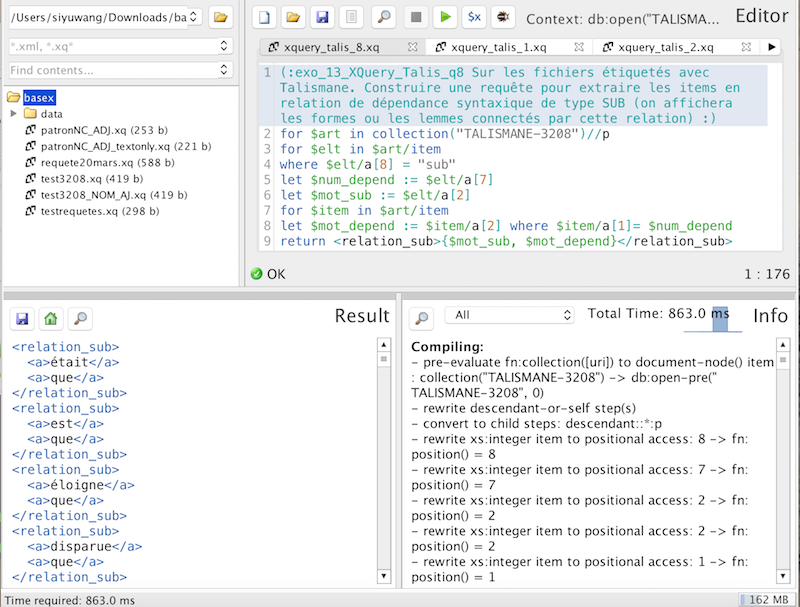 /Users/siyuwang/Downloads/ba
*.xml, *.xq*
Find contents...
basex
data
patronNC_ADJ.xq (253 b)
patronNC_ADJ_textonly.xq (221 b)
requete20mars.xq (588 b)
test3208.xq (419 b)
test3208_NOM_AJ.xq (419 b)
testrequetes.xq (298 b)
$x
Context: db:open("TALISMA...
Editor
xquery_talis_8.xq
xquery_talis_1.xq
xquery_talis_2.xq
1 (:exo_13_XQuery_Talis_q8 Sur les fichiers étiquetés avec
Talismane. Construire une requête pour extraire les items en
relation de dépendance syntaxique de type SUB (on affichera
les formes ou les lemmes connectés par cette relation) :)
2 for $art in collection("TALISMANE-3208")//p
3 for $elt in $art/item
4 where $elt/a[8] = "sub"
5 let $num_depend := $elt/a[7]
6 let $mot_sub := $elt/a[2]
7 for $item in $art/item
8 let $mot_depend := $item/a[2] where $item/a[1]= $num_depend
9 return <relation_sub>{$mot_sub, $mot_depend}</relation_sub>
OK
1 : 176
Result
<relation_sub>
<a>était</a>
<a>que</a>
</relation_sub>
<relation_sub>
<a>est</a>
<a>que</a>
</relation_sub>
<relation_sub>
<a>éloigne</a>
<a>que</a>
</relation_sub>
<relation_sub>
<a>disparue</a>
<a>que</a>
</relation_sub>
All
Total Time: 863.0 ms
Info
Compiling:
- pre-evaluate fn:collection([uri]) to document-node() item
: collection("TALISMANE-3208") -> db:open-pre("
TALISMANE-3208", 0)
- rewrite descendant-or-self step(s)
- convert to child steps: descendant::*:p
- rewrite xs:integer item to positional access: 8 -> fn:
position() = 8
- rewrite xs:integer item to positional access: 7 -> fn:
position() = 7
- rewrite xs:integer item to positional access: 2 -> fn:
position() = 2
- rewrite xs:integer item to positional access: 2 -> fn:
position() = 2
- rewrite xs:integer item to positional access: 1 -> fn:
position() = 1
Time required: 863.0 ms
162 MB